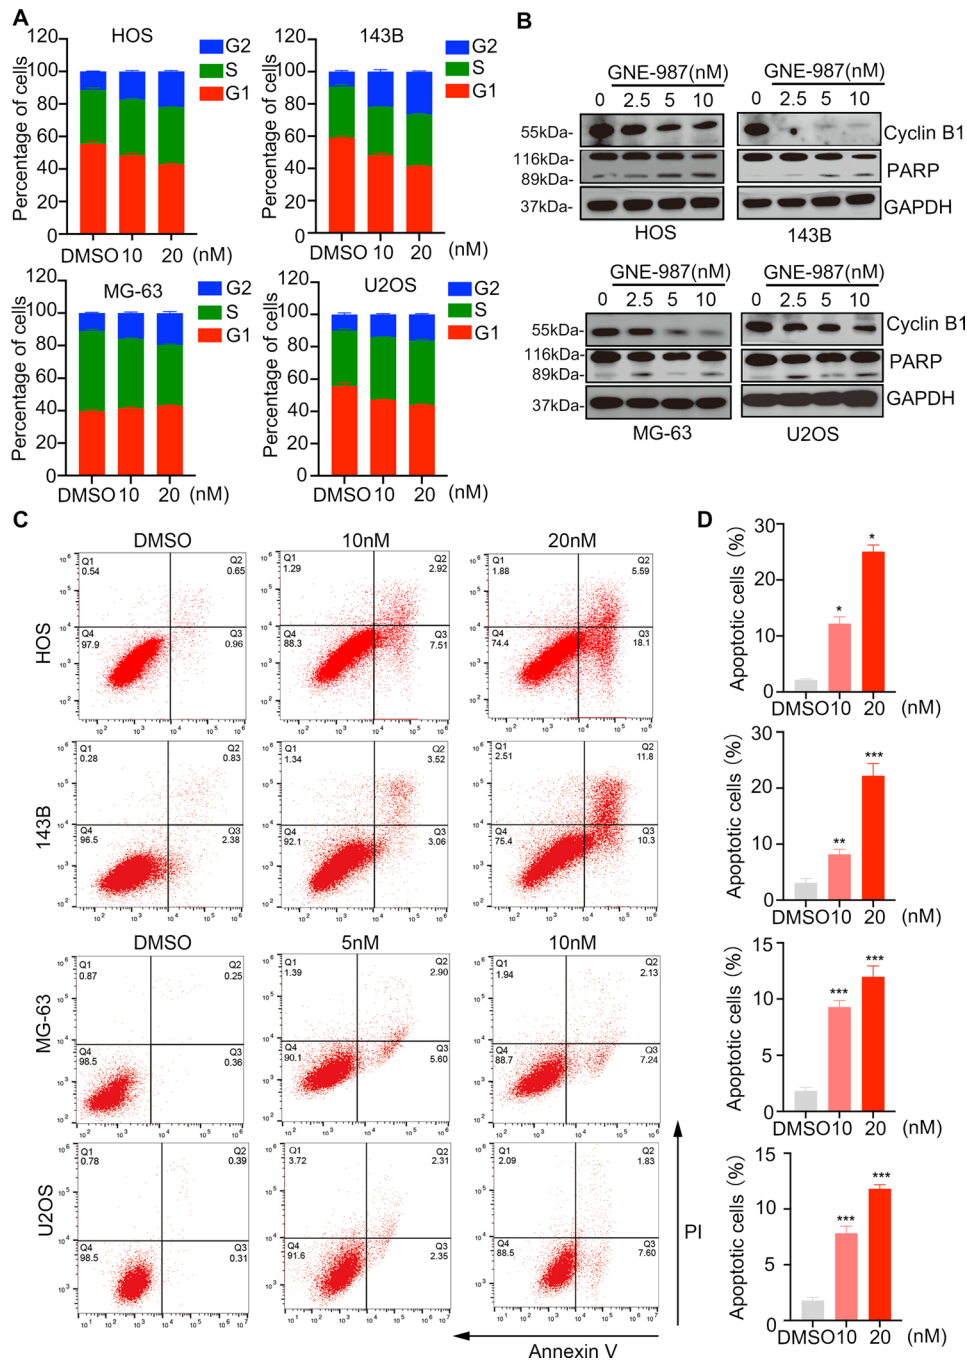 A
HOS
G2
S
G1
Percentage of cells
120
100
80
60
40
20
0
DMSO 10 20 (nM)
143B
G2
S
G1
Percentage of cells
120
100
80
60
40
20
0
DMSO 10 20 (nM)
MG-63
G2
S
G1
Percentage of cells
120
100
80
60
40
20
0
DMSO 10 20 (nM)
U2OS
G2
S
G1
Percentage of cells
120
100
80
60
40
20
0
DMSO 10 20 (nM)
B
GNE-987(nM) GNE-987(nM)
0 2.5 5 10 0 2.5 5 10
55kDa- Cyclin B1
116kDa- PARP
89kDa-
37kDa- GAPDH
HOS 143B
GNE-987(nM) GNE-987(nM)
0 2.5 5 10 0 2.5 5 10
55kDa- Cyclin B1
116kDa- PARP
89kDa-
37kDa- GAPDH
MG-63 U2OS
C
DMSO 10nM 20nM
HOS
Q1 0.54 Q2 0.65 Q4 97.9 Q3 0.96
Q1 1.29 Q2 2.92 Q4 88.3 Q3 7.51
Q1 1.88 Q2 5.59 Q4 74.4 Q3 18.1
143B
Q1 0.28 Q2 0.83 Q4 96.5 Q3 2.38
Q1 1.34 Q2 3.52 Q4 92.1 Q3 3.06
Q1 2.51 Q2 11.8 Q4 75.4 Q3 10.3
DMSO 5nM 10nM
MG-63
Q1 0.87 Q2 0.25 Q4 98.5 Q3 0.36
Q1 1.39 Q2 2.90 Q4 90.1 Q3 5.60
Q1 1.94 Q2 2.13 Q4 88.7 Q3 7.24
U2OS
Q1 0.78 Q2 0.39 Q4 98.5 Q3 0.31
Q1 3.72 Q2 2.31 Q4 91.6 Q3 2.35
Q1 2.09 Q2 1.83 Q4 88.5 Q3 7.60
PI
Annexin V
D
Apoptotic cells (%)
30
20
10
0
* *
DMSO 10 20 (nM)
Apoptotic cells (%)
30
20
10
0
** ***
DMSO 10 20 (nM)
Apoptotic cells (%)
15
10
5
0
*** ***
DMSO 10 20 (nM)
Apoptotic cells (%)
15
10
5
0
*** ***
DMSO 10 20 (nM)